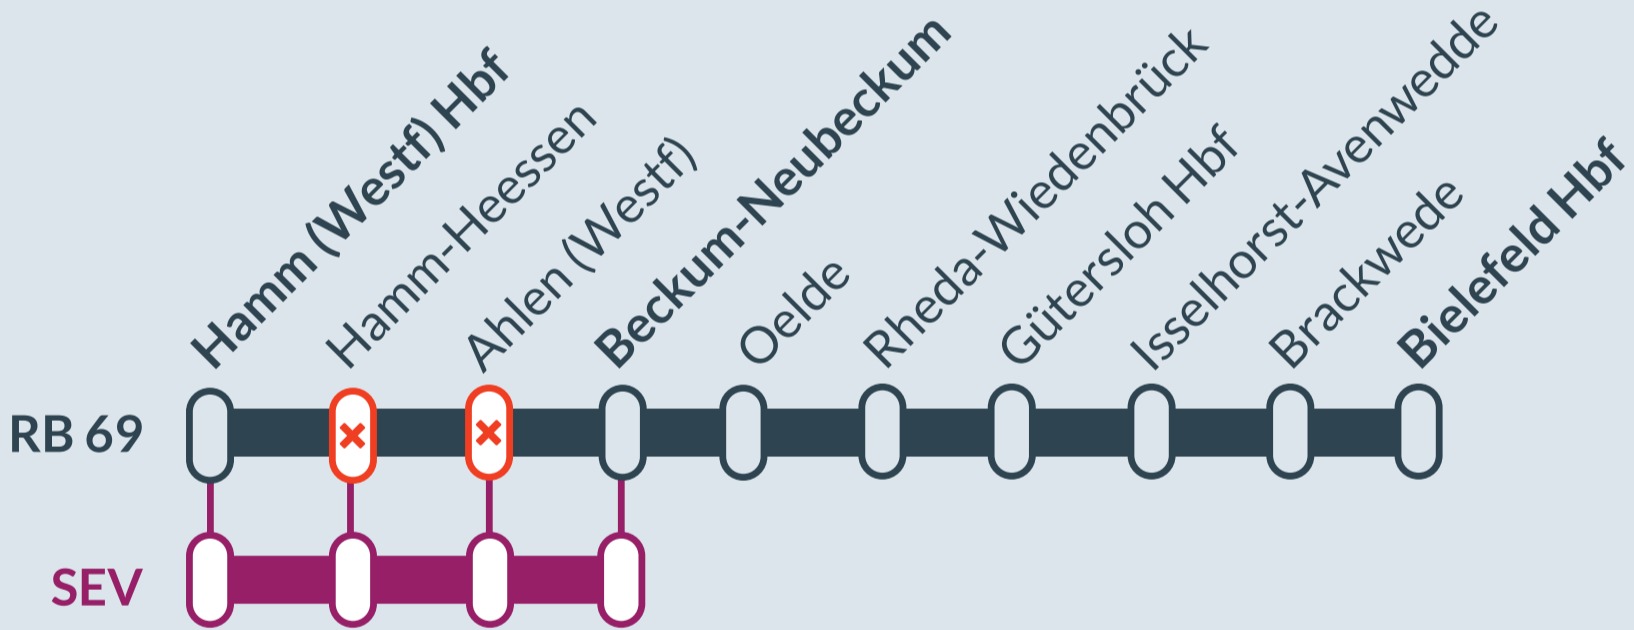 Hamm (Westf) Hbf
Hamm-Heessen
Ahlen (Westf)
Beckum-Neubeckum
Oelde
Rheda-Wiedenbrück
Gütersloh Hbf
Isselhorst-Avenwedde
Brackwede
Bielefeld Hbf
RB 69
SEV